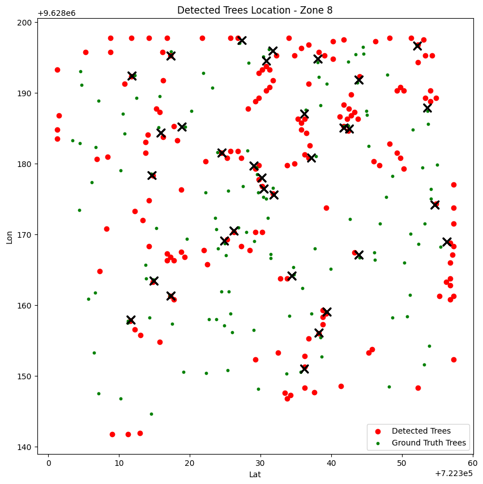 Detected Trees Location - Zone 8
+9.628e6
200
190
180
170
160
150
140
Lon
0
10
20
30
40
50
60
Lat
+7.223e5
Detected Trees
Ground Truth Trees